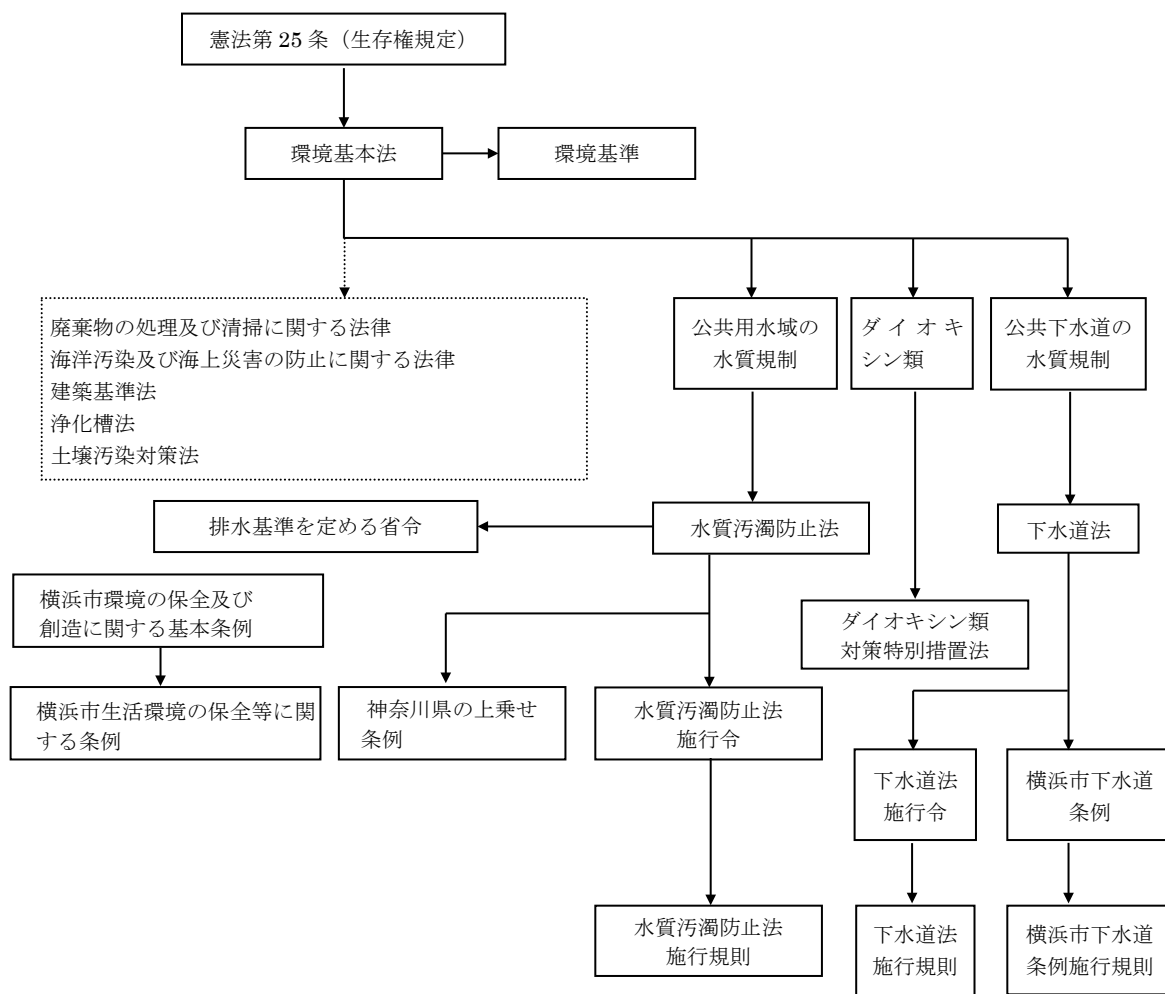 憲法第 25 条（生存権規定）
環境基本法
環境基準
廃棄物の処理及び清掃に関する法律
海洋汚染及び海上災害の防止に関する法律
建築基準法
浄化槽法
土壌汚染対策法
公共用水域の
水質規制
ダイオキ
シン類
公共下水道の
水質規制
排水基準を定める省令
水質汚濁防止法
下水道法
横浜市環境の保全及び
創造に関する基本条例
ダイオキシン類
対策特別措置法
横浜市生活環境の保全等に関
する条例
神奈川県の上乗せ
条例
水質汚濁防止法
施行令
下水道法
施行令
横浜市下水道
条例
水質汚濁防止法
施行規則
下水道法
施行規則
横浜市下水道
条例施行規則